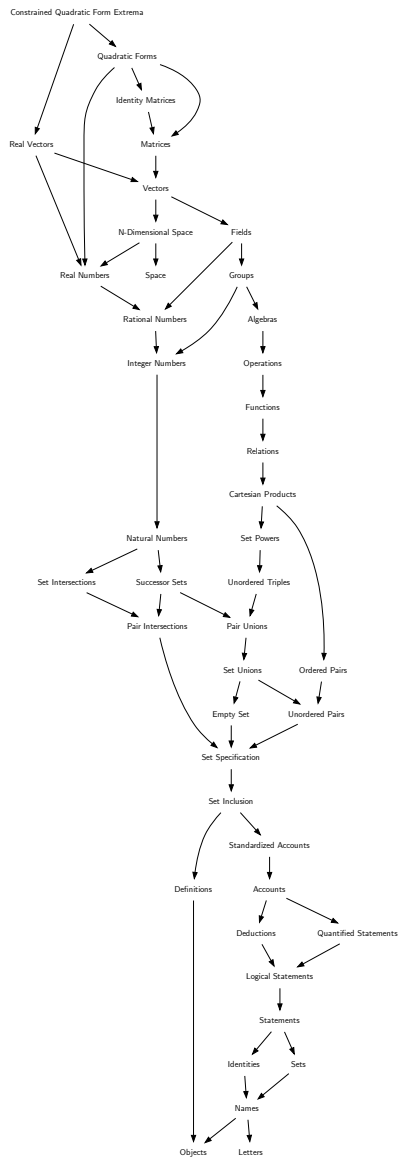 Constrained Quadratic Form Extrema
Quadratic Forms
Identity Matrices
Real Vectors
Matrices
Vectors
N-Dimensional Space
Fields
Real Numbers
Space
Groups
Rational Numbers
Algebras
Integer Numbers
Operations
Functions
Relations
Cartesian Products
Natural Numbers
Set Powers
Set Intersections
Successor Sets
Unordered Triples
Pair Intersections
Pair Unions
Set Unions
Ordered Pairs
Empty Set
Unordered Pairs
Set Specification
Set Inclusion
Standardized Accounts
Definitions
Accounts
Deductions
Quantified Statements
Logical Statements
Statements
Identities
Sets
Names
Objects
Letters